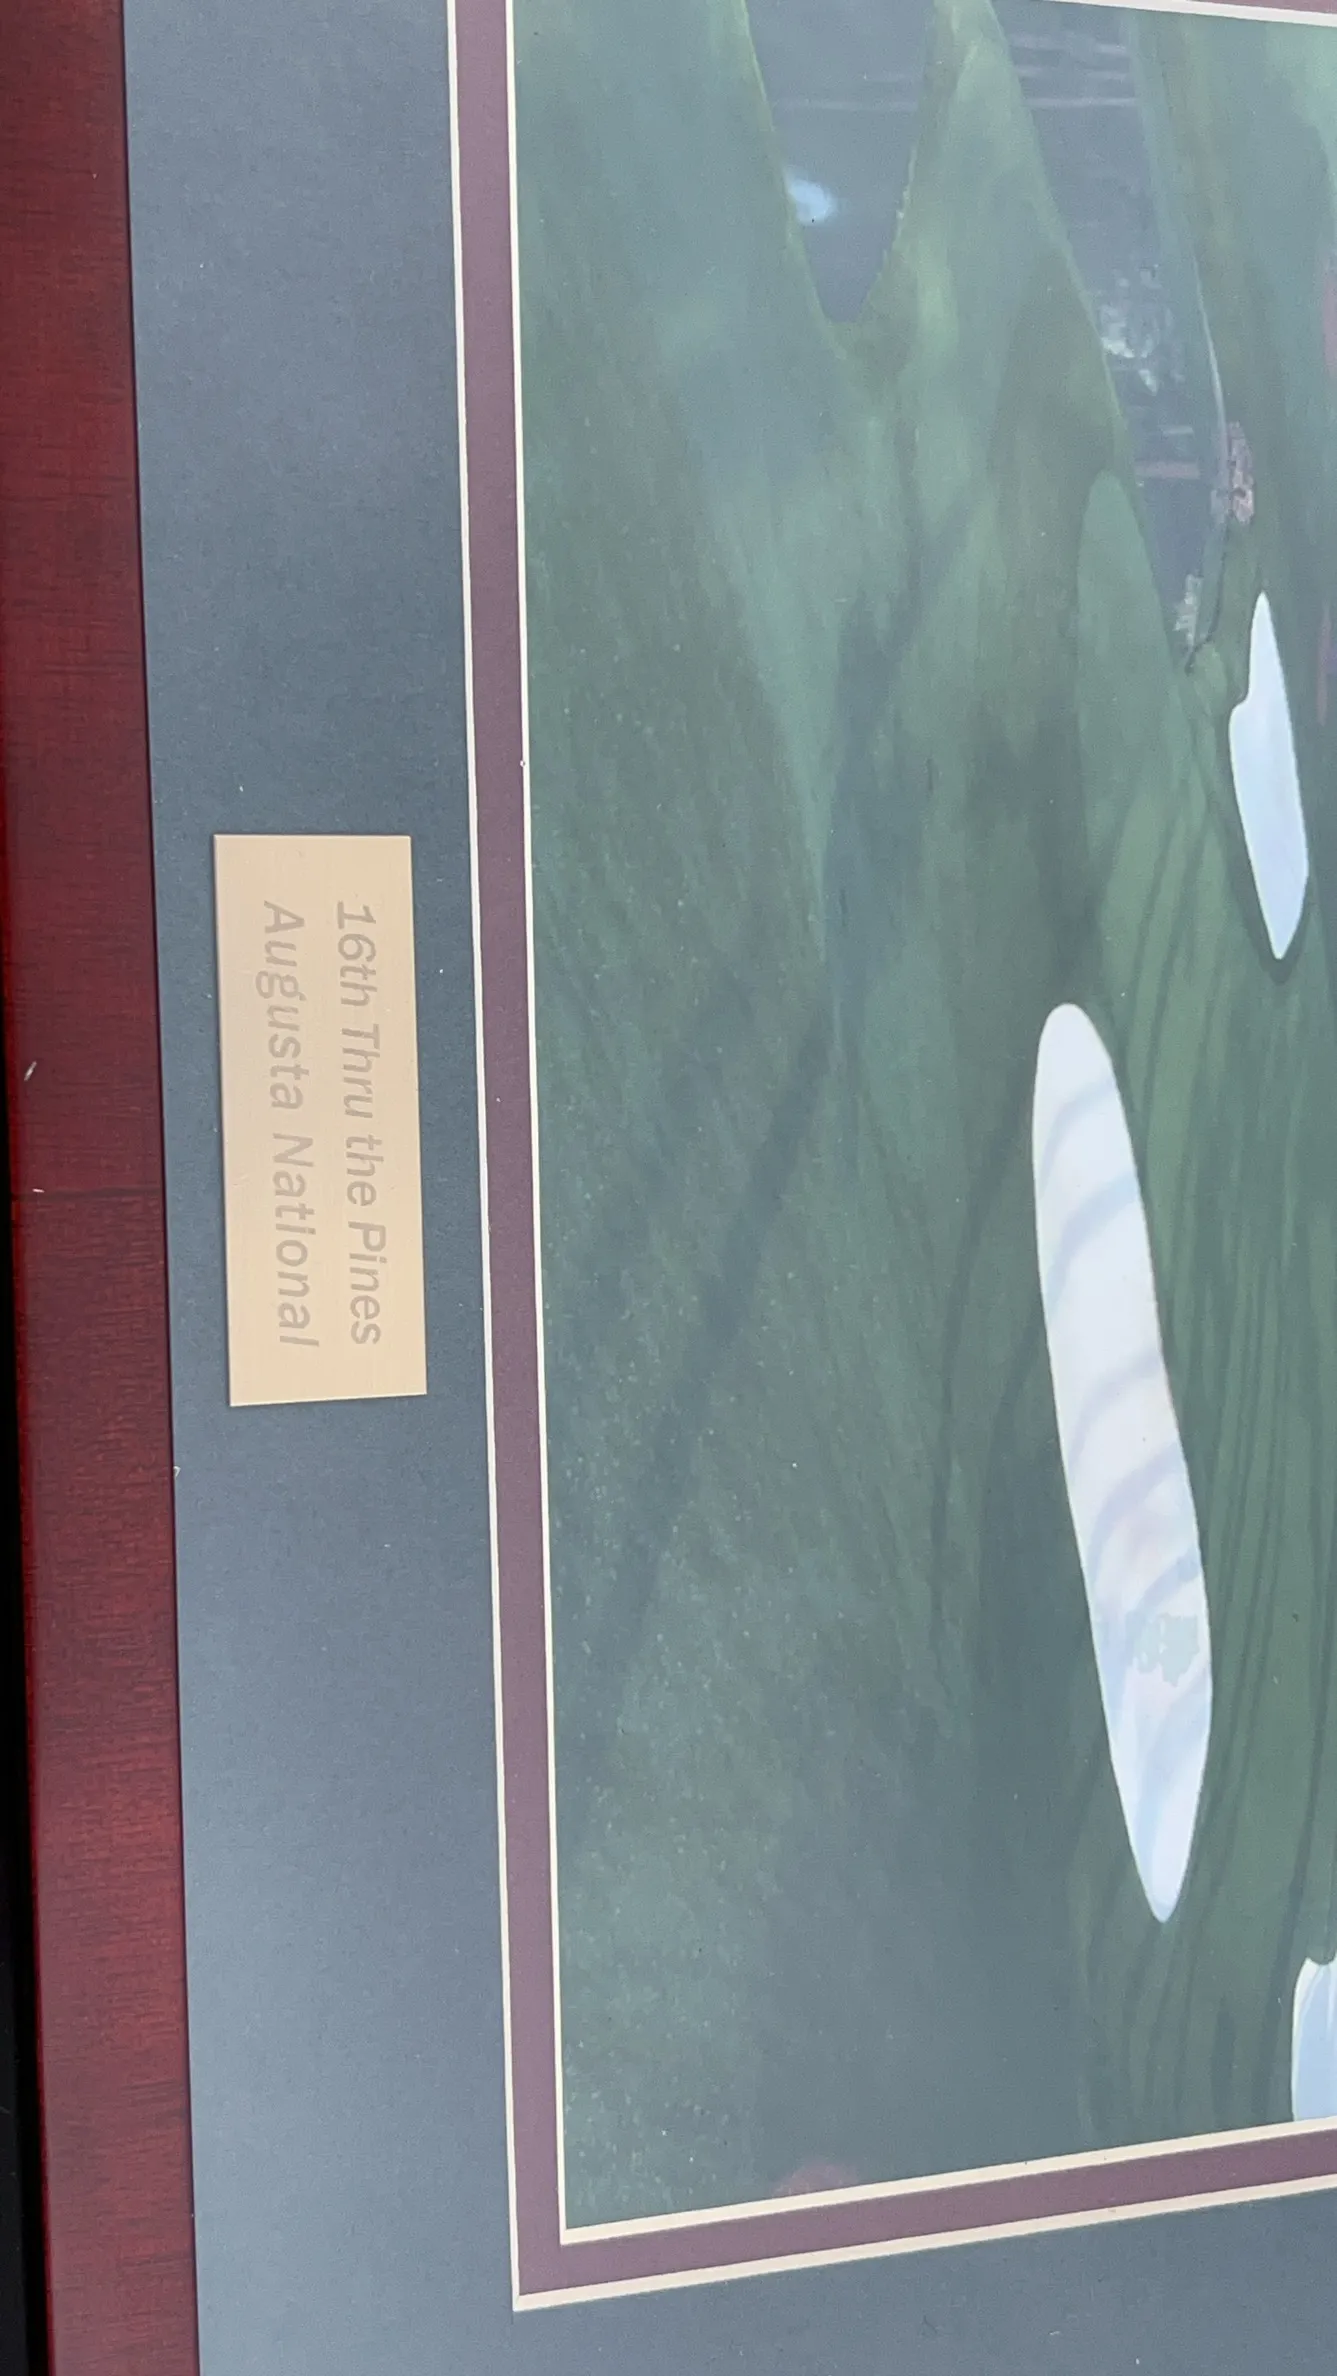 16th Thru the Pines
Augusta National